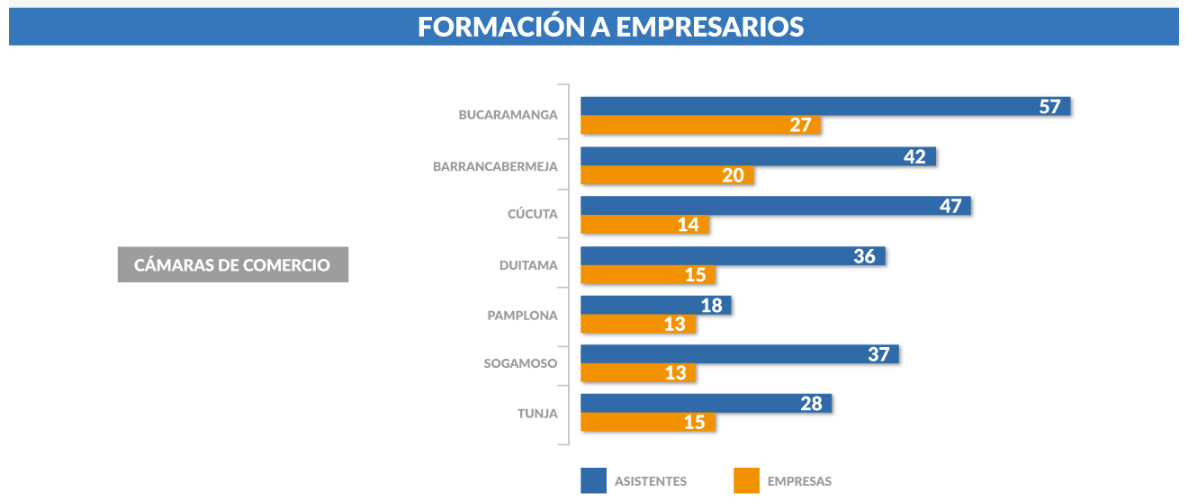 FORMACIÓN A EMPRESARIOS
BUCARAMANGA
57
27
BARRANCABERMEJA
42
20
CÚCUTA
47
14
CÁMARAS DE COMERCIO
DUITAMA
36
15
PAMPLONA
18
13
SOGAMOSO
37
13
TUNJA
28
15
ASISTENTES
EMPRESAS